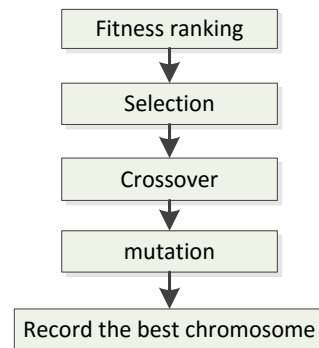 Fitness ranking
Selection
Crossover
mutation
Record the best chromosome